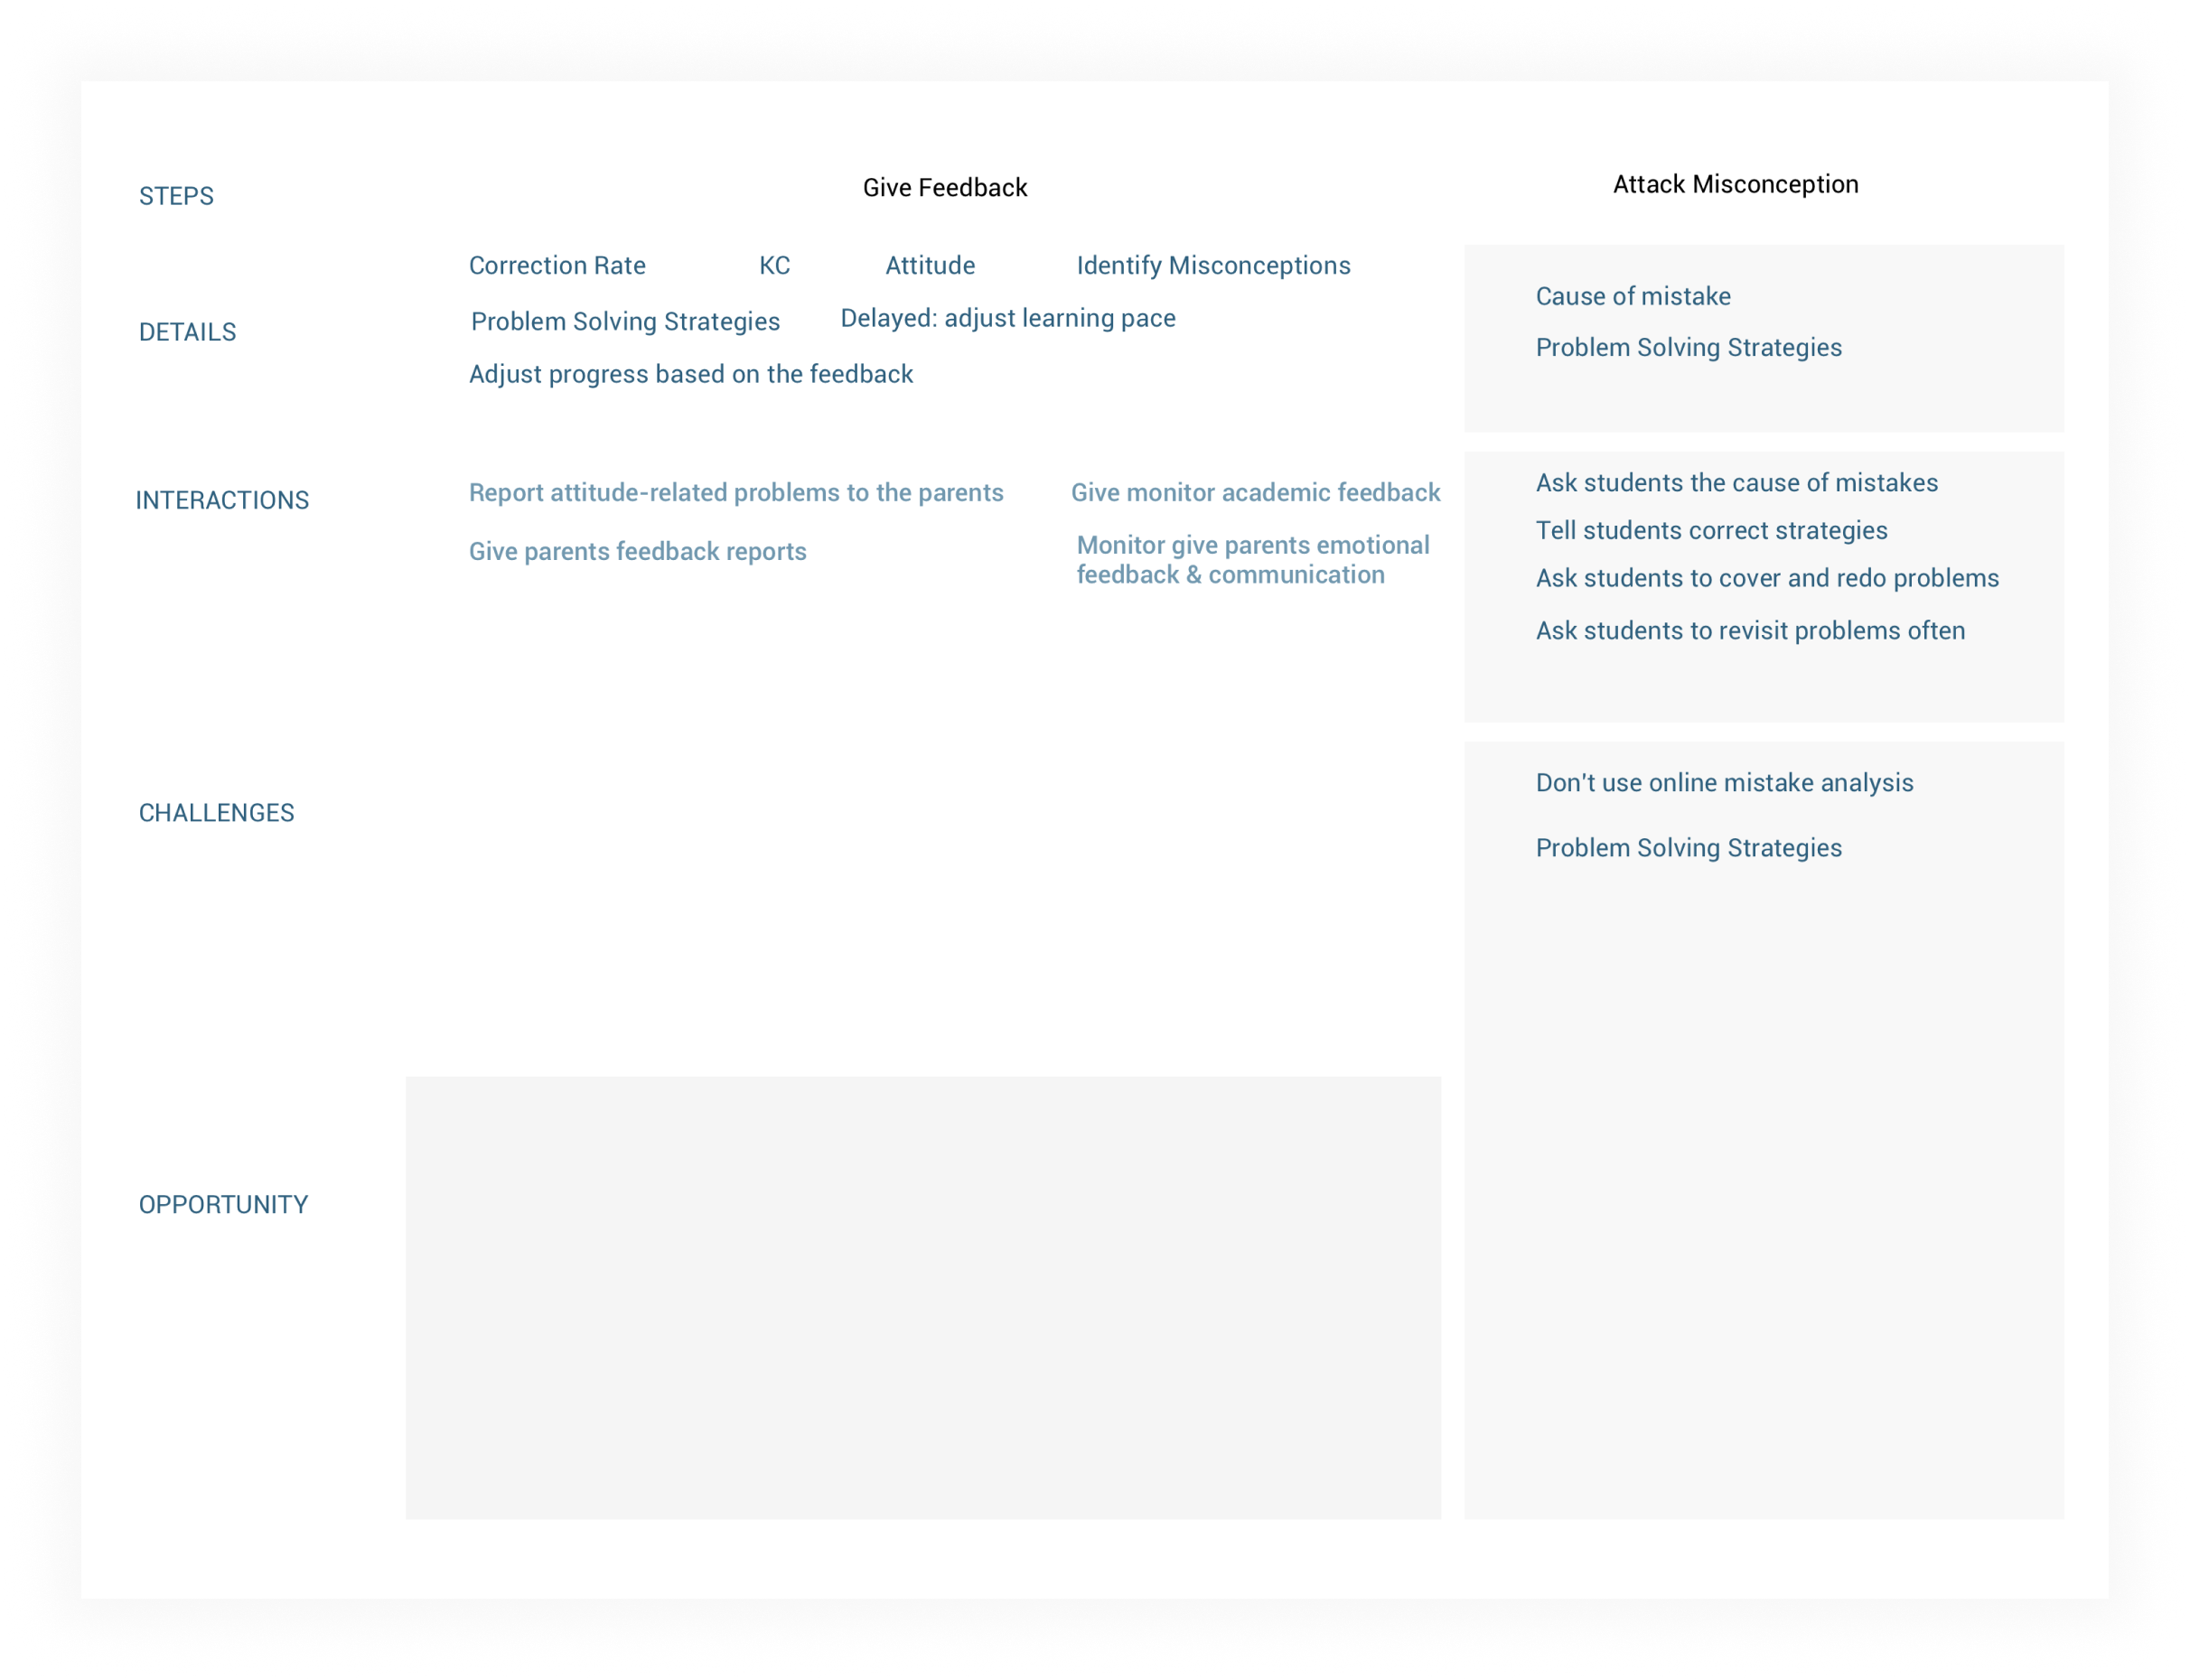 STEPS
Give Feedback
Attack Misconception
DETAILS
Correction Rate
KC
Attitude
Identify Misconceptions
Problem Solving Strategies
Delayed: adjust learning pace
Adjust progress based on the feedback
Cause of mistake
Problem Solving Strategies
INTERACTIONS
Report attitude-related problems to the parents
Give monitor academic feedback
Give parents feedback reports
Monitor give parents emotional
feedback & communication
Ask students the cause of mistakes
Tell students correct strategies
Ask students to cover and redo problems
Ask students to revisit problems often
CHALLENGES
Don't use online mistake analysis
Problem Solving Strategies
OPPORTUNITY